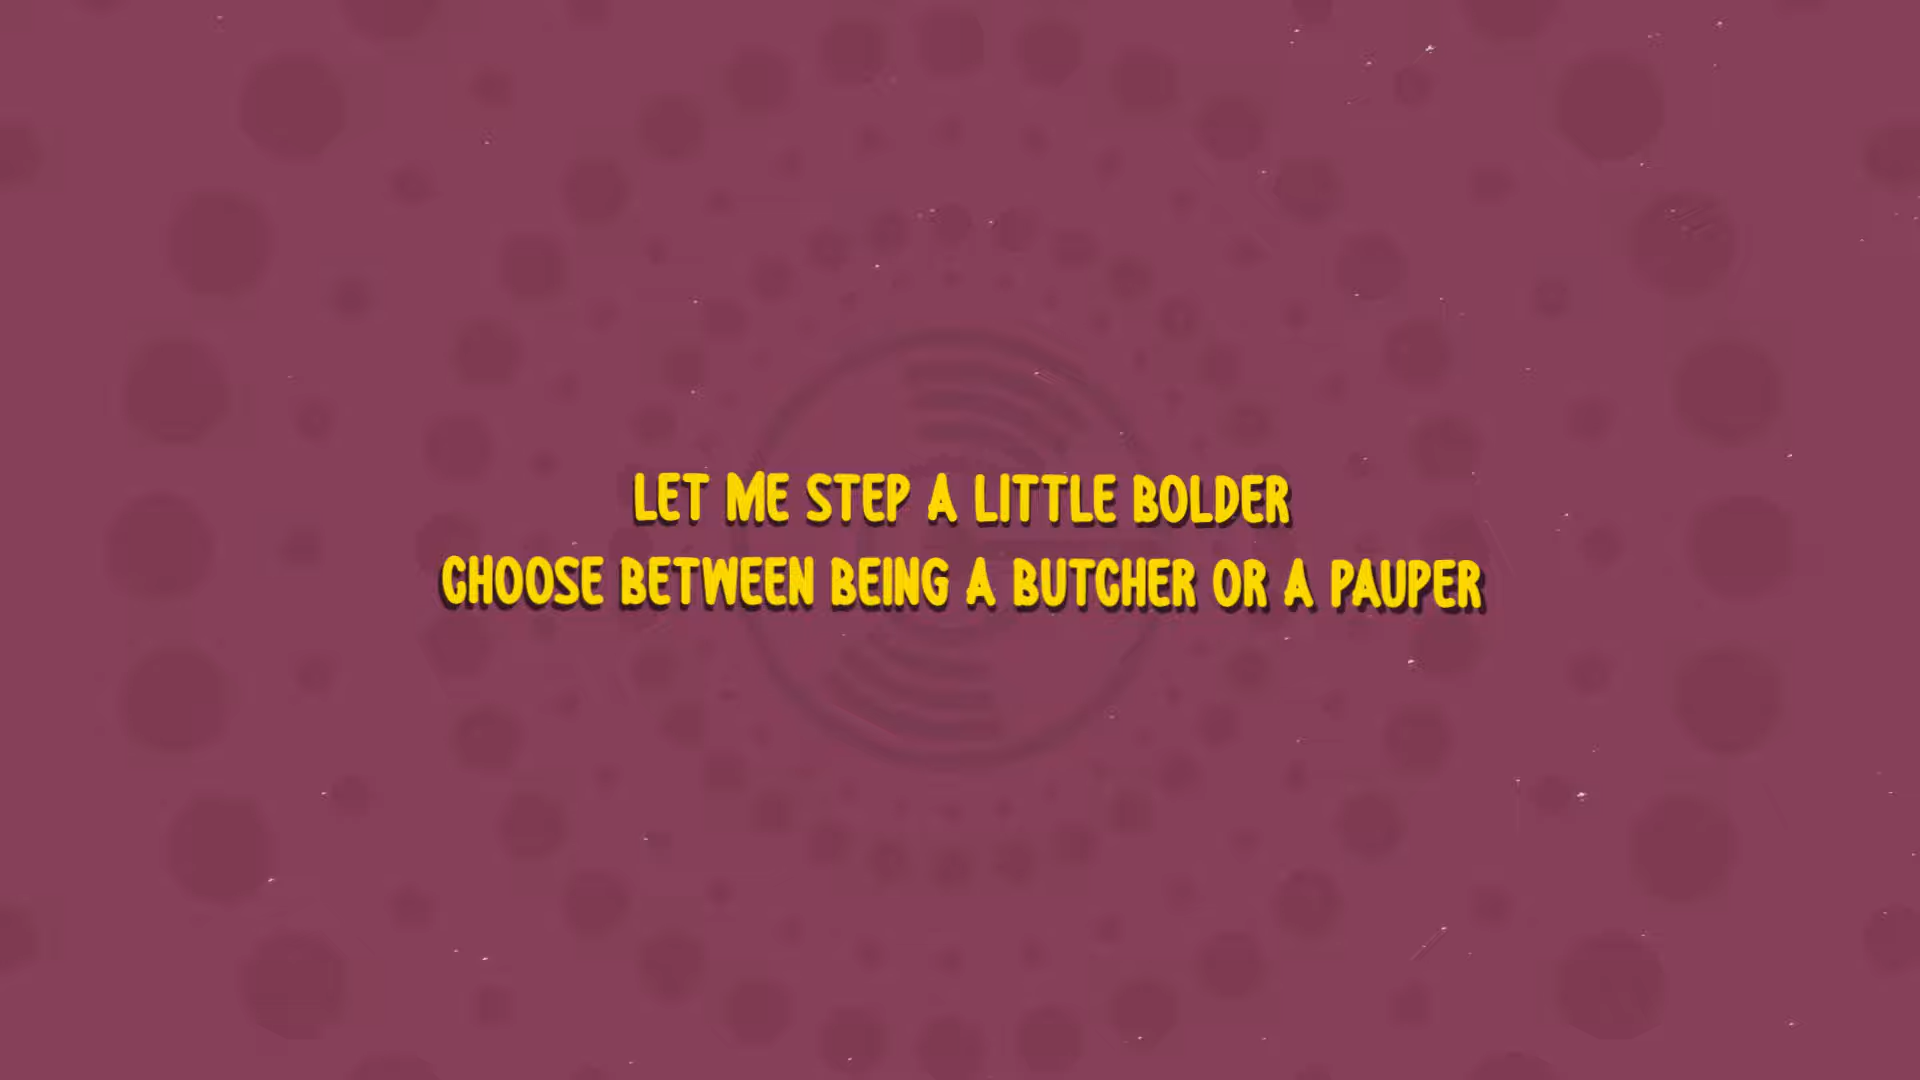 LET ME STEP A LITTLE BOLDER
CHOOSE BETWEEN BEING A BUTCHER OR A PAUPER